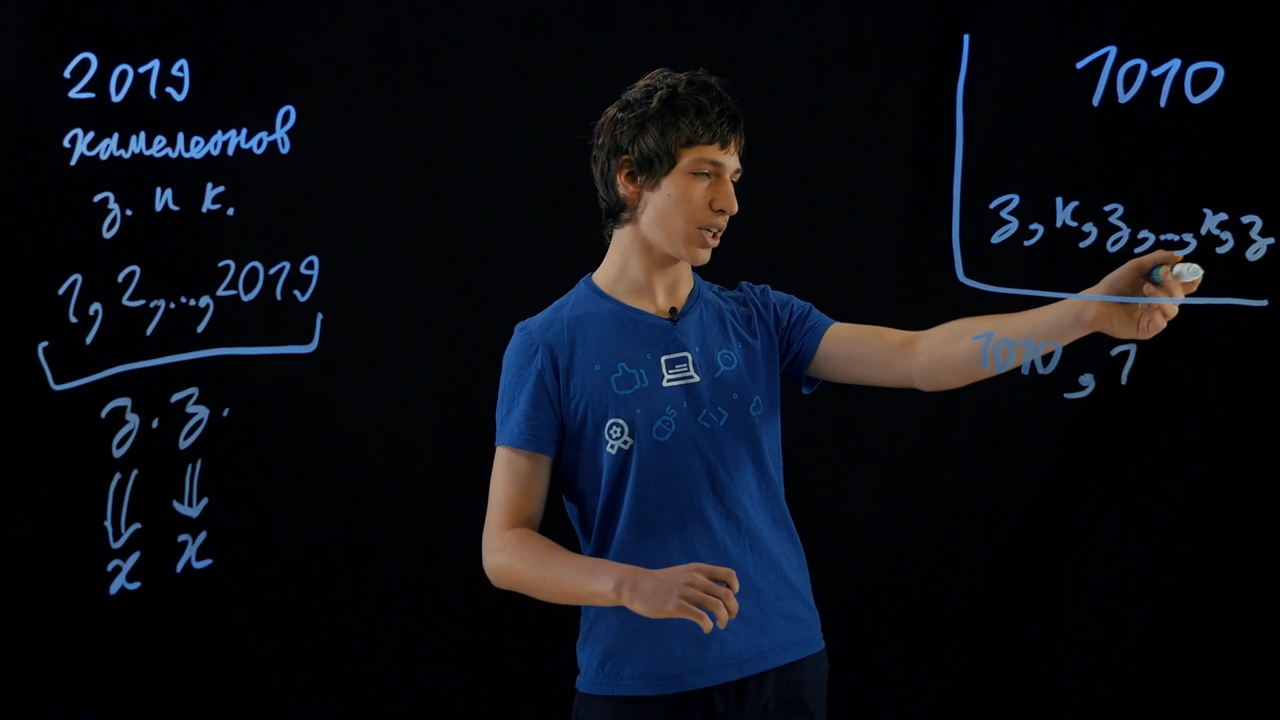 2019
хамелеонов
з. и к.
1, 2, ..., 2019
з. з.
х х
1010
з, к, з, ..., к, з
1010, 1